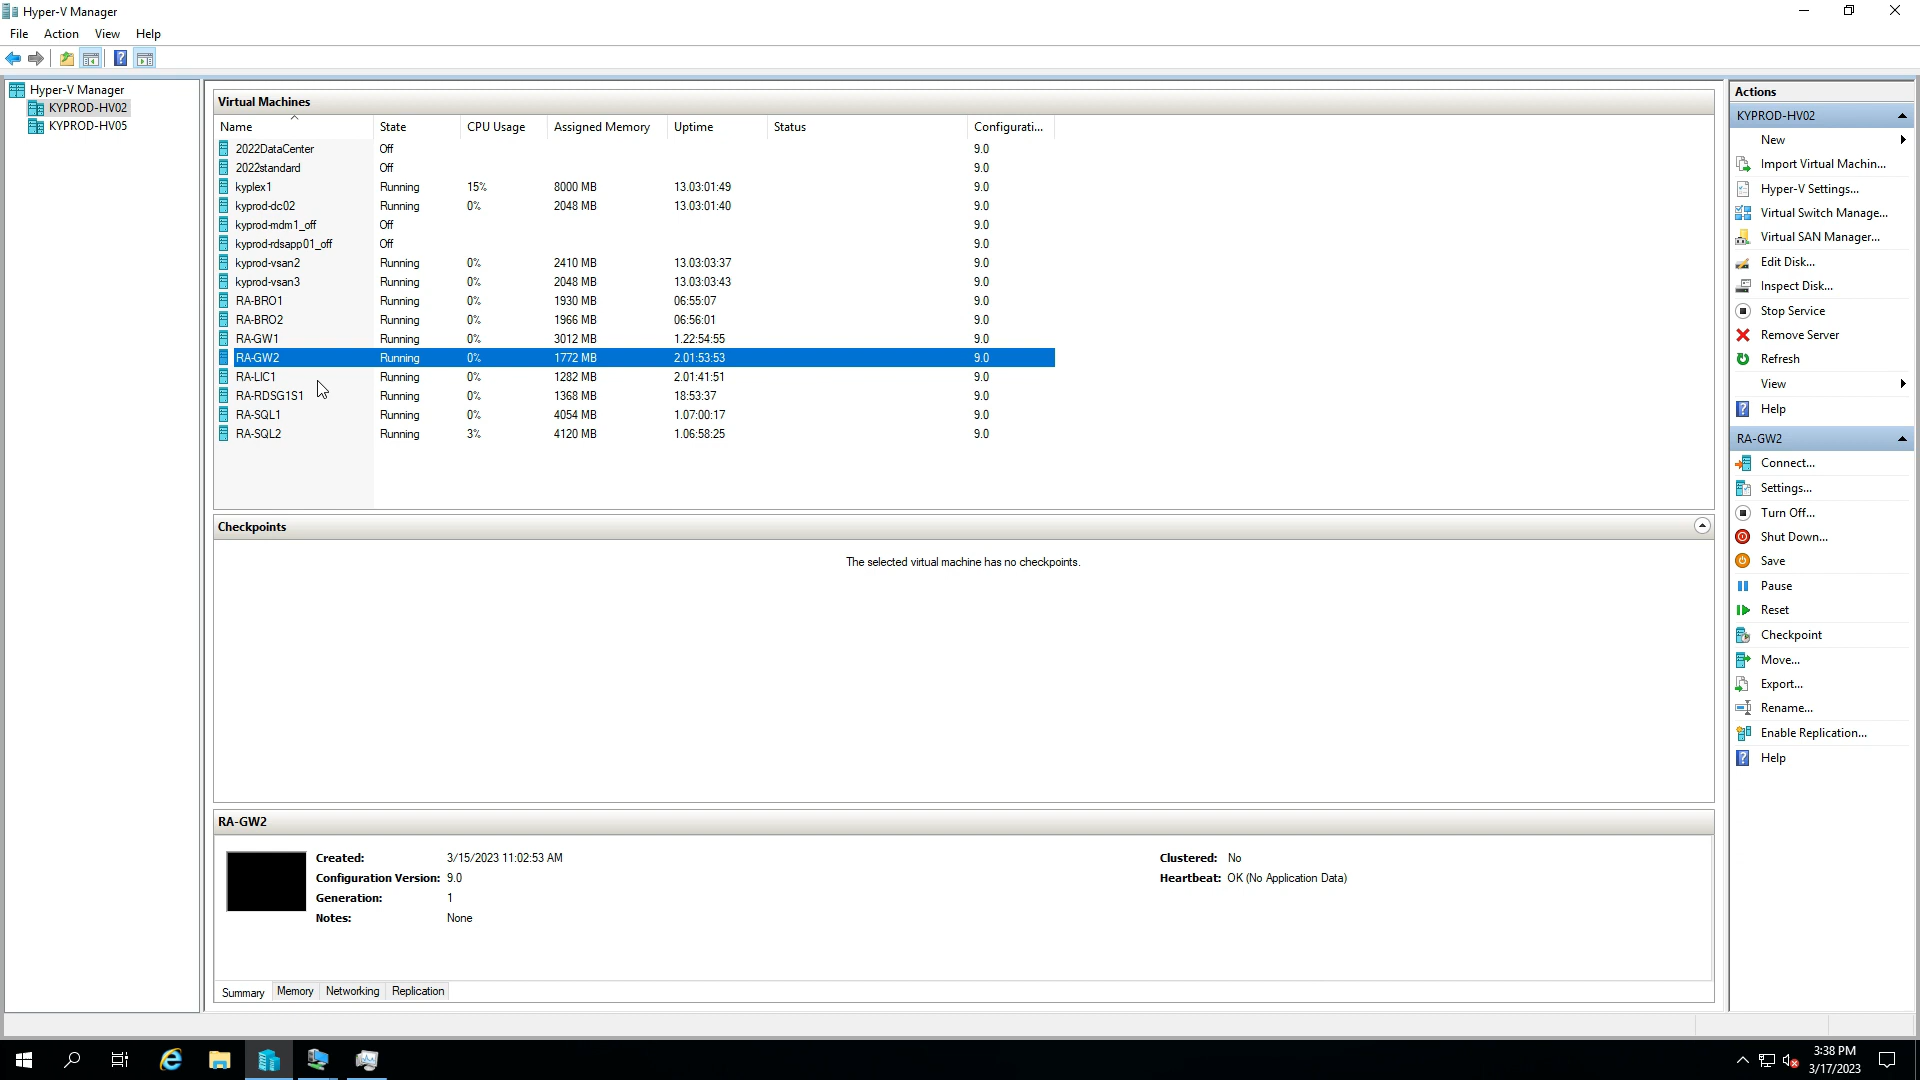 Hyper-V Manager
File Action View Help
Hyper-V Manager
KYPROD-HV02
KYPROD-HV05
Virtual Machines
Name State CPU Usage Assigned Memory Uptime Status Configurati...
2022DataCenter Off 9.0
2022standard Off 9.0
kyplex1 Running 15% 8000 MB 13.03:01:49 9.0
kyprod-dc02 Running 0% 2048 MB 13.03:01:40 9.0
kyprod-mdm1_off Off 9.0
kyprod-rdsapp01_off Off 9.0
kyprod-vsan2 Running 0% 2410 MB 13.03:03:37 9.0
kyprod-vsan3 Running 0% 2048 MB 13.03:03:43 9.0
RA-BRO1 Running 0% 1930 MB 06:55:07 9.0
RA-BRO2 Running 0% 1966 MB 06:56:01 9.0
RA-GW1 Running 0% 3012 MB 1.22:54:55 9.0
RA-GW2 Running 0% 1772 MB 2.01:53:53 9.0
RA-LIC1 Running 0% 1282 MB 2.01:41:51 9.0
RA-RDSG1S1 Running 0% 1368 MB 18:53:37 9.0
RA-SQL1 Running 0% 4054 MB 1.07:00:17 9.0
RA-SQL2 Running 3% 4120 MB 1.06:58:25 9.0
Checkpoints
The selected virtual machine has no checkpoints.
RA-GW2
Created: 3/15/2023 11:02:53 AM Clustered: No
Configuration Version: 9.0 Heartbeat: OK (No Application Data)
Generation: 1
Notes: None
Summary Memory Networking Replication
Actions
KYPROD-HV02
New
Import Virtual Machin...
Hyper-V Settings...
Virtual Switch Manage...
Virtual SAN Manager...
Edit Disk...
Inspect Disk...
Stop Service
Remove Server
Refresh
View
Help
RA-GW2
Connect...
Settings...
Turn Off...
Shut Down...
Save
Pause
Reset
Checkpoint
Move...
Export...
Rename...
Enable Replication...
Help
3:38 PM
3/17/2023